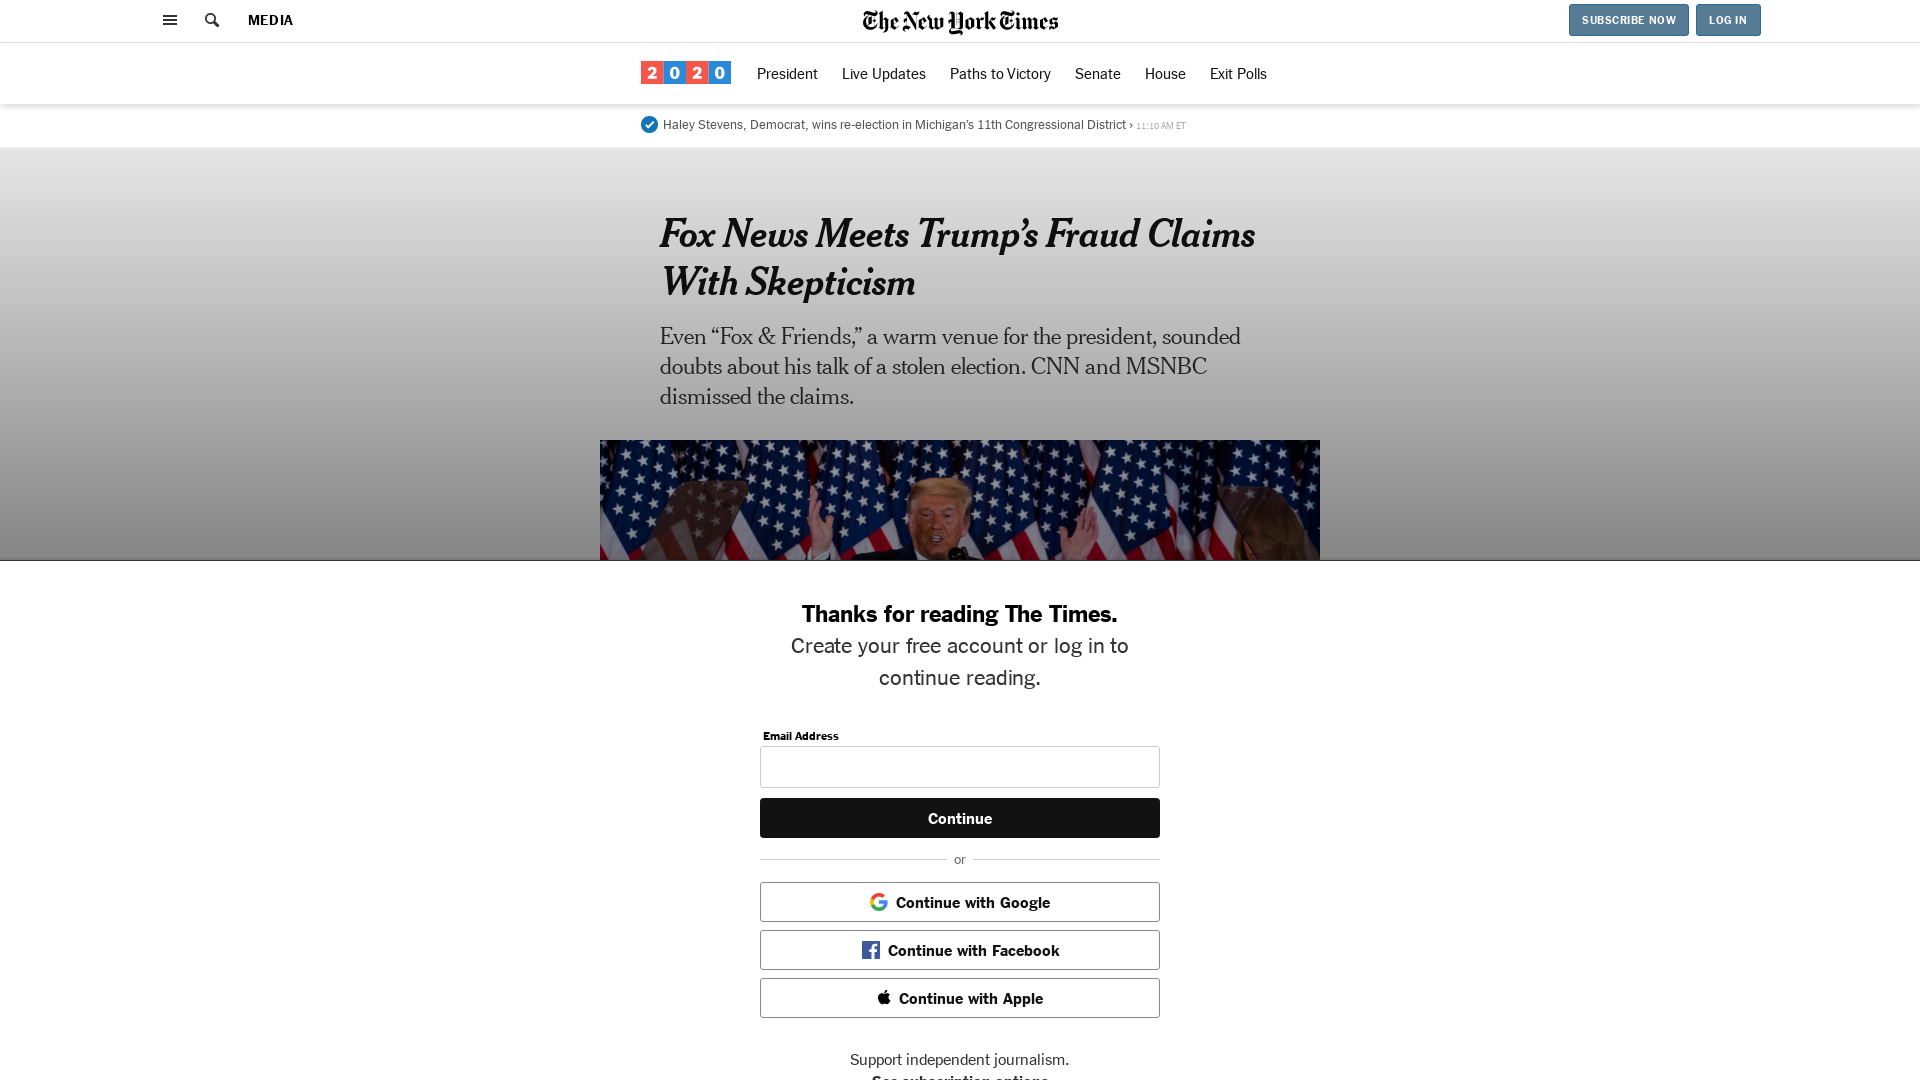 MEDIA
The New York Times
SUBSCRIBE NOW
LOG IN
2020
President
Live Updates
Paths to Victory
Senate
House
Exit Polls
Haley Stevens, Democrat, wins re-election in Michigan’s 11th Congressional District › 11:10 AM ET
Fox News Meets Trump’s Fraud Claims
With Skepticism
Even “Fox & Friends,” a warm venue for the president, sounded
doubts about his talk of a stolen election. CNN and MSNBC
dismissed the claims.
Thanks for reading The Times.
Create your free account or log in to
continue reading.
Email Address
Continue
or
Continue with Google
Continue with Facebook
Continue with Apple
Support independent journalism.
See subscription options